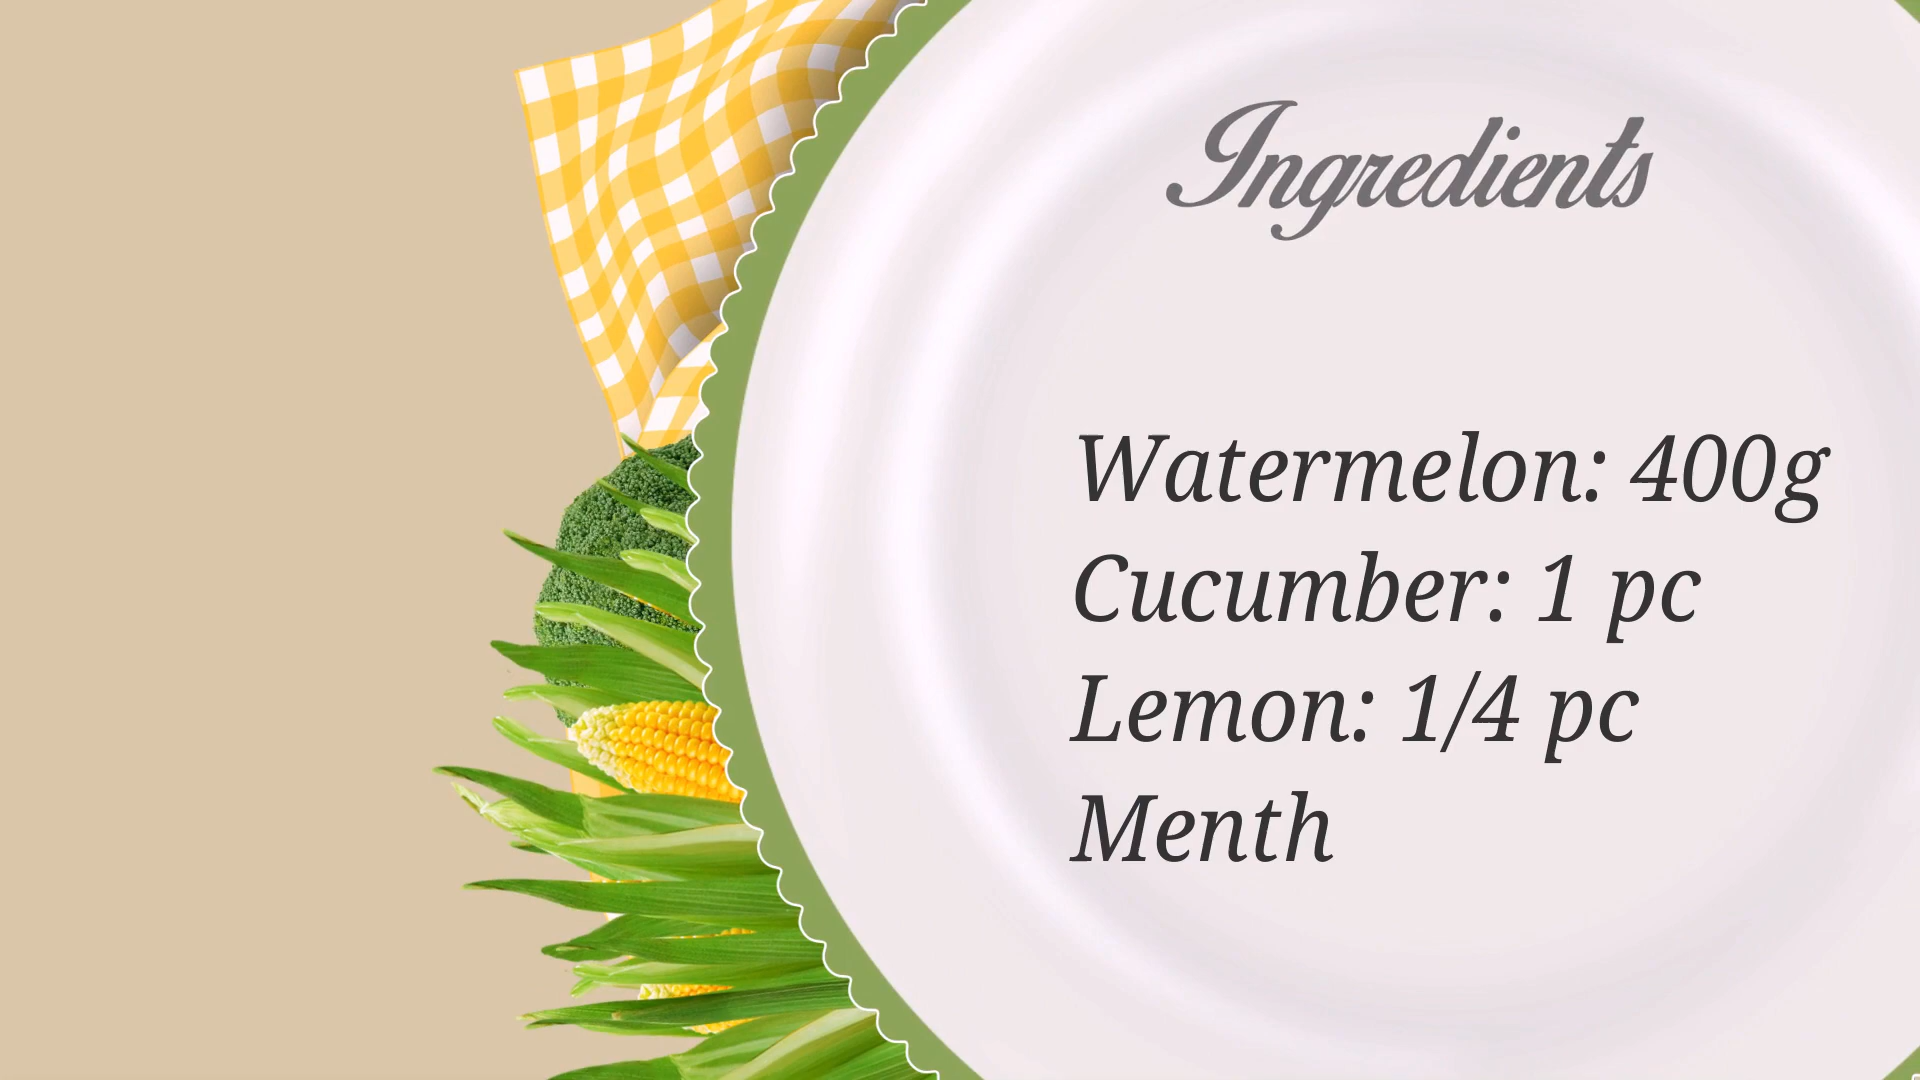 Ingredients
Watermelon: 400g
Cucumber: 1 pc
Lemon: 1/4 pc
Menth